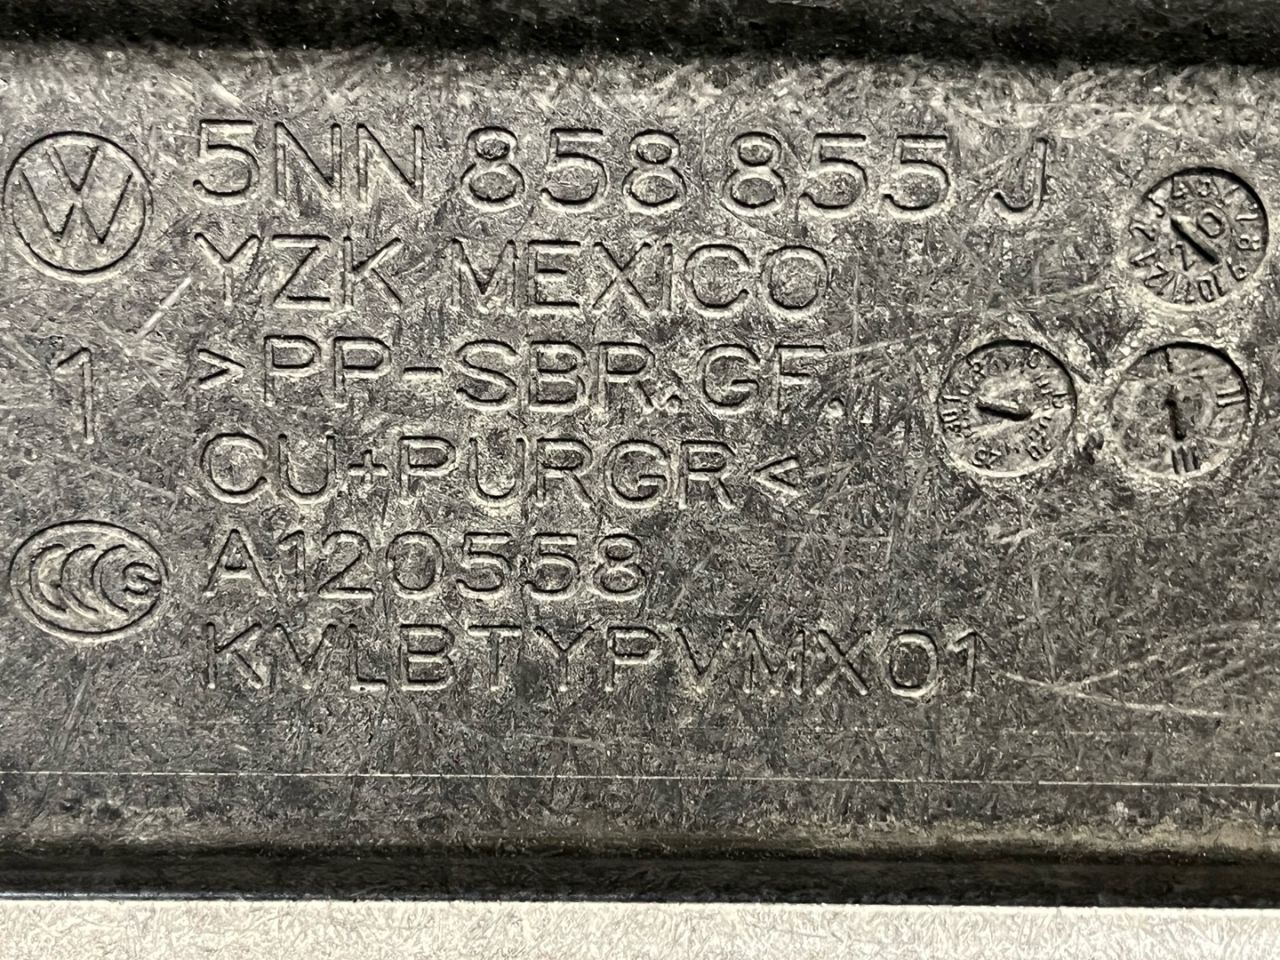 5NN 858 855 J
YZK MEXICO
1 >PP-SBR.GF.
CU+PURGR<
A120558
KVLBTYPVMX01